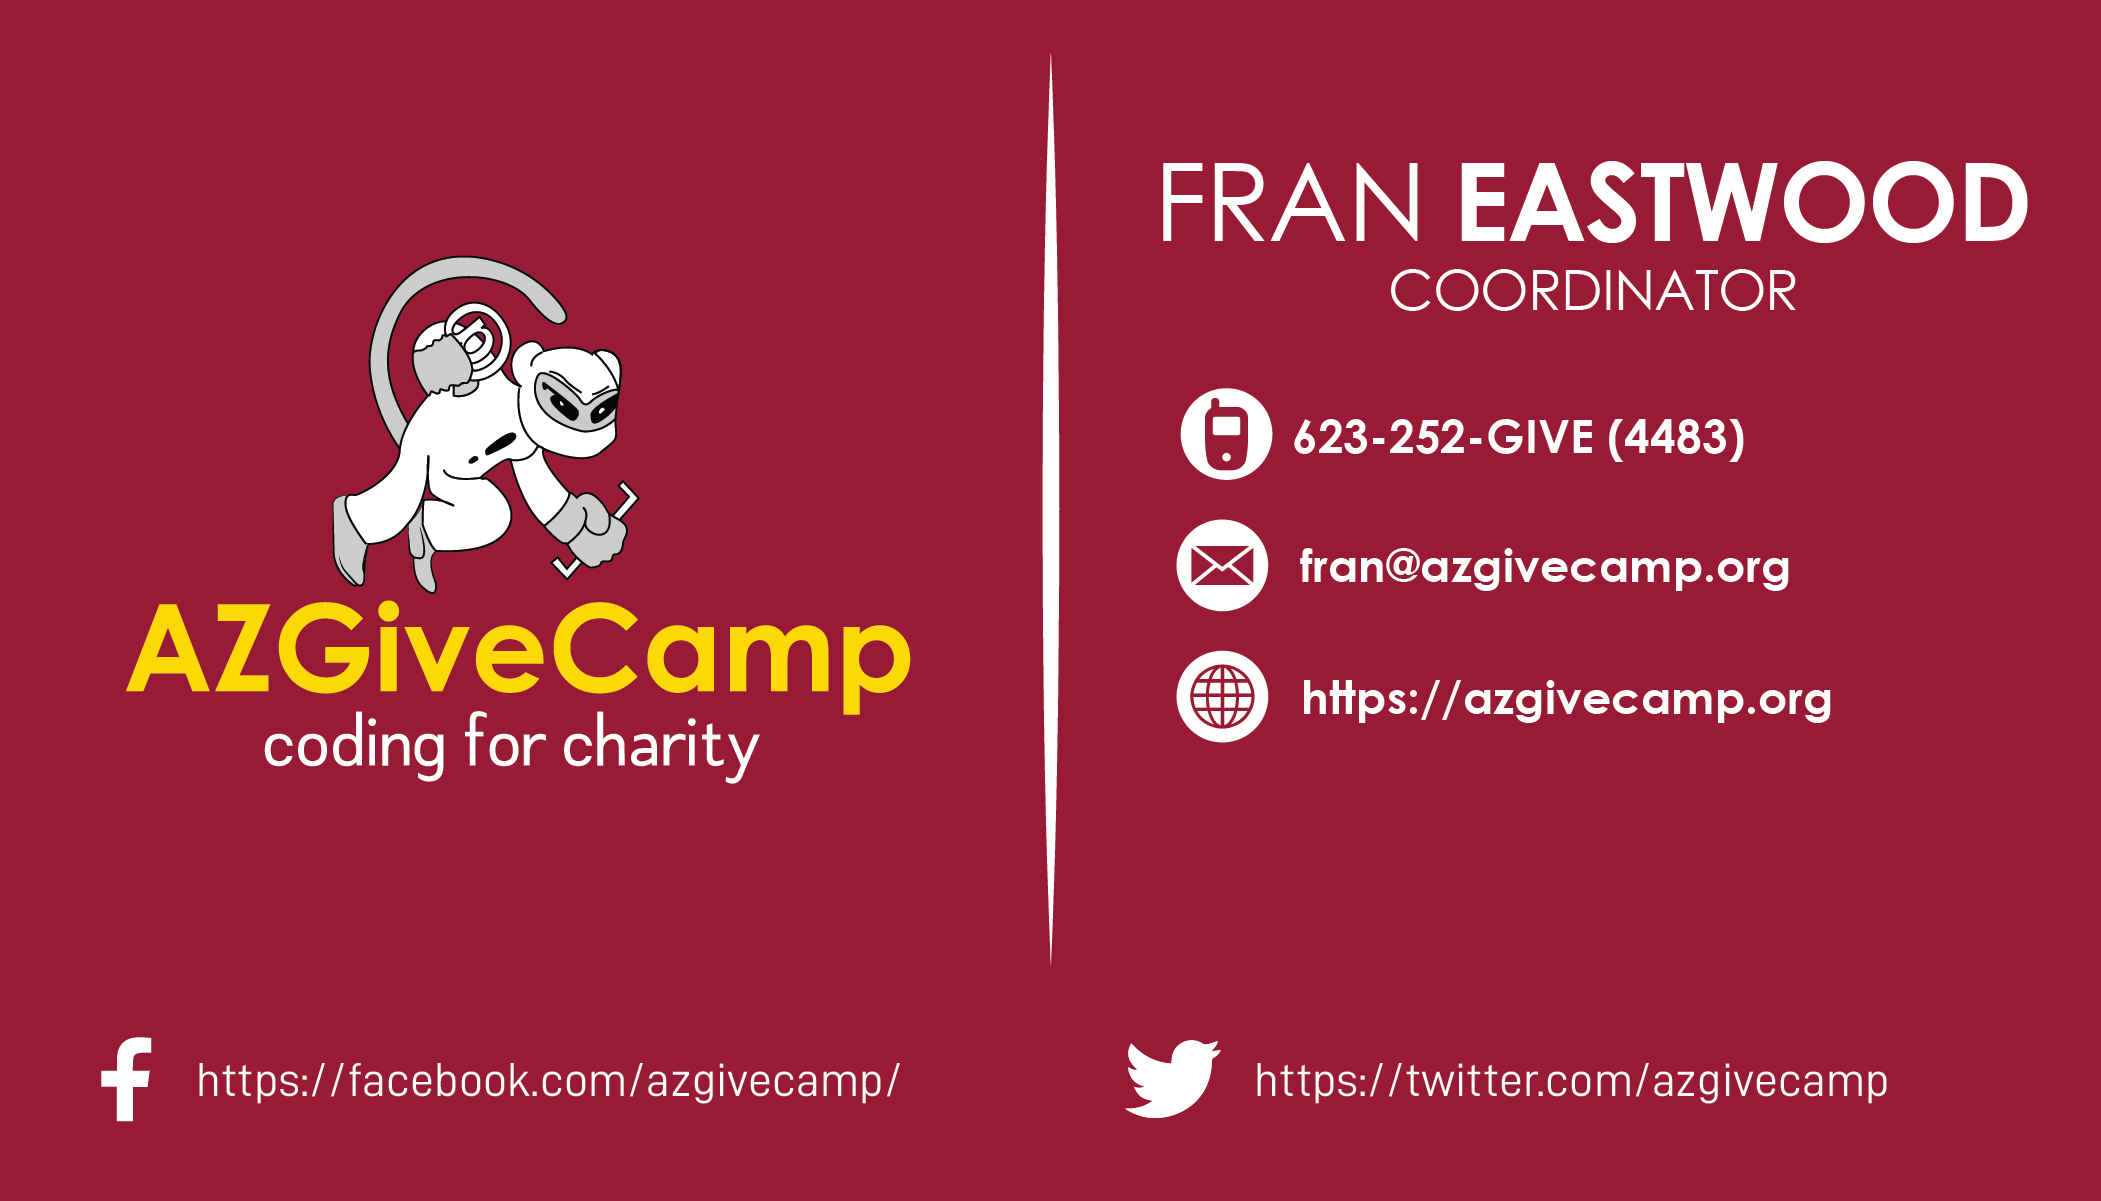 AZGiveCamp
coding for charity
FRAN EASTWOOD
COORDINATOR
623-252-GIVE (4483)
fran@azgivecamp.org
https://azgivecamp.org
https://facebook.com/azgivecamp/
https://twitter.com/azgivecamp